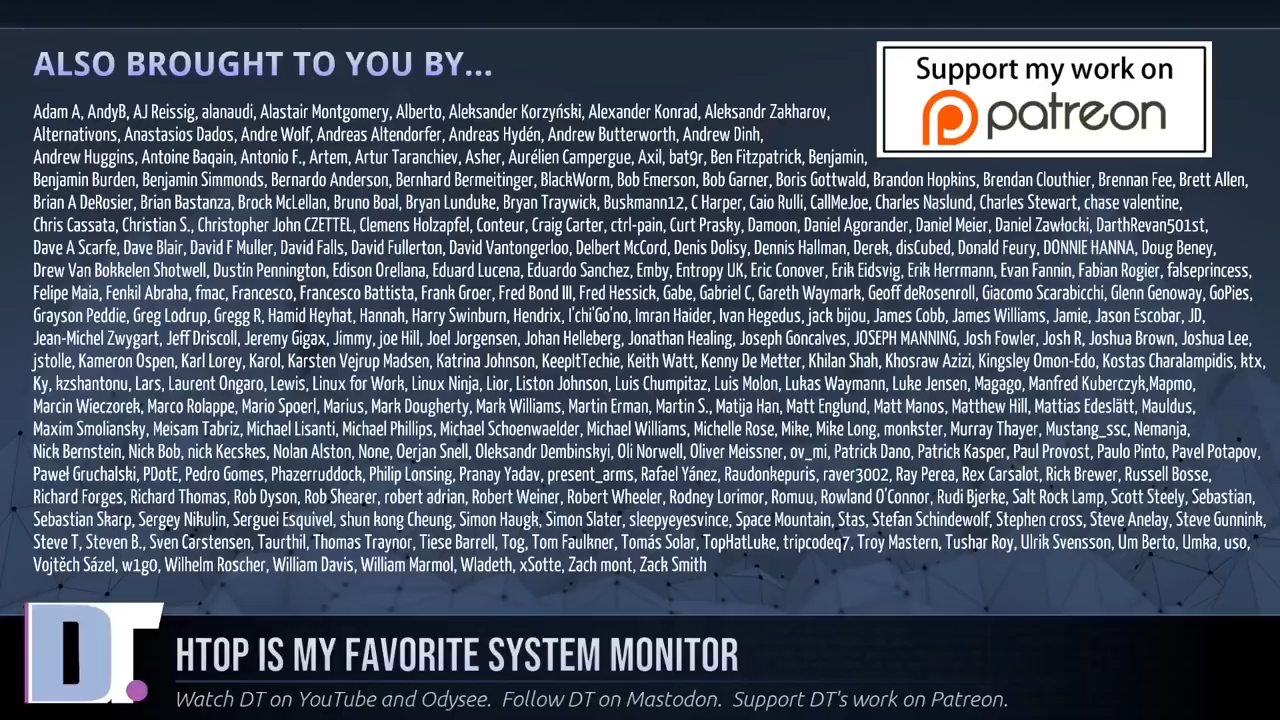 ALSO BROUGHT TO YOU BY...
Support my work on
patreon
Adam A, AndyB, AJ Reissig, alanaudi, Alastair Montgomery, Alberto, Aleksander Korzyński, Alexander Konrad, Aleksandr Zakharov,
Alternativons, Anastasios Dados, Andre Wolf, Andreas Altendorfer, Andreas Hydén, Andrew Butterworth, Andrew Dinh,
Andrew Huggins, Antoine Baqain, Antonio F., Artem, Artur Taranchiev, Asher, Aurélien Campergue, Axil, bat9r, Ben Fitzpatrick, Benjamin,
Benjamin Burden, Benjamin Simmonds, Bernardo Anderson, Bernhard Bermeitinger, BlackWorm, Bob Emerson, Bob Garner, Boris Gottwald, Brandon Hopkins, Brendan Clouthier, Brennan Fee, Brett Allen,
Brian A DeRosier, Brian Bastanza, Brock McLellan, Bruno Boal, Bryan Lunduke, Bryan Traywick, Buskmann12, C Harper, Caio Rulli, CallMeJoe, Charles Naslund, Charles Stewart, chase valentine,
Chris Cassata, Christian S., Christopher John CZETTEL, Clemens Holzapfel, Conteur, Craig Carter, ctrl-pain, Curt Prasky, Damoon, Daniel Agorander, Daniel Meier, Daniel Zawłocki, DarthRevan501st,
Dave A Scarfe, Dave Blair, David F Muller, David Falls, David Fullerton, David Vantongerloo, Delbert McCord, Denis Dolisy, Dennis Hallman, Derek, disCubed, Donald Feury, DONNIE HANNA, Doug Beney,
Drew Van Bokkelen Shotwell, Dustin Pennington, Edison Orellana, Eduard Lucena, Eduardo Sanchez, Emby, Entropy UK, Eric Conover, Erik Eidsvig, Erik Herrmann, Evan Fannin, Fabian Rogier, falseprincess,
Felipe Maia, Fenkil Abraha, fmac, Francesco, Francesco Battista, Frank Groer, Fred Bond III, Fred Hessick, Gabe, Gabriel C, Gareth Waymark, Geoff deRosenroll, Giacomo Scarabicchi, Glenn Genoway, GoPies,
Grayson Peddie, Greg Lodrup, Gregg R, Hamid Heyhat, Hannah, Harry Swinburn, Hendrix, I'chi'Go'no, Imran Haider, Ivan Hegedus, jack bijou, James Cobb, James Williams, Jamie, Jason Escobar, JD,
Jean-Michel Zwygart, Jeff Driscoll, Jeremy Gigax, Jimmy, joe Hill, Joel Jorgensen, Johan Helleberg, Jonathan Healing, Joseph Goncalves, JOSEPH MANNING, Josh Fowler, Josh R, Joshua Brown, Joshua Lee,
jstolle, Kameron Ospen, Karl Lorey, Karol, Karsten Vejrup Madsen, Katrina Johnson, KeepItTechie, Keith Watt, Kenny De Metter, Khilan Shah, Khosraw Azizi, Kingsley Omon-Edo, Kostas Charalampidis, ktx,
Ky, kzshantonu, Lars, Laurent Ongaro, Lewis, Linux for Work, Linux Ninja, Lior, Liston Johnson, Luis Chumpitaz, Luis Molon, Lukas Waymann, Luke Jensen, Magago, Manfred Kuberczyk,Mapmo,
Marcin Wieczorek, Marco Rolappe, Mario Spoerl, Marius, Mark Dougherty, Mark Williams, Martin Erman, Martin S., Matija Han, Matt Englund, Matt Manos, Matthew Hill, Mattias Edeslätt, Mauldus,
Maxim Smoliansky, Meisam Tabriz, Michael Lisanti, Michael Phillips, Michael Schoenwaelder, Michael Williams, Michelle Rose, Mike, Mike Long, monkster, Murray Thayer, Mustang_ssc, Nemanja,
Nick Bernstein, Nick Bob, nick Kecskes, Nolan Alston, None, Oerjan Snell, Oleksandr Dembinskyi, Oli Norwell, Oliver Meissner, ov_mi, Patrick Dano, Patrick Kasper, Paul Provost, Paulo Pinto, Pavel Potapov,
Paweł Gruchalski, PDotE, Pedro Gomes, Phazerruddock, Philip Lonsing, Pranay Yadav, present_arms, Rafael Yánez, Raudonkepuris, raver3002, Ray Perea, Rex Carsalot, Rick Brewer, Russell Bosse,
Richard Forges, Richard Thomas, Rob Dyson, Rob Shearer, robert adrian, Robert Weiner, Robert Wheeler, Rodney Lorimor, Romuu, Rowland O'Connor, Rudi Bjerke, Salt Rock Lamp, Scott Steely, Sebastian,
Sebastian Sharp, Sergey Nikulin, Serguei Esquivel, shun kong Cheung, Simon Haugk, Simon Slater, sleepyeyesvince, Space Mountain, Stas, Stefan Schindewolf, Stephen cross, Steve Anelay, Steve Gunnink,
Steve T, Steven B., Sven Carstensen, Taurthil, Thomas Traynor, Tiese Barrell, Tog, Tom Faulkner, Tomás Solar, TopHatLuke, tripcodeq7, Troy Mastern, Tushar Roy, Ulrik Svensson, Um Berto, Umka, uso,
Vojtěch Sázel, w1g0, Wilhelm Roscher, William Davis, William Marmol, Wladeth, xSotte, Zach mont, Zack Smith
DT.
HTOP IS MY FAVORITE SYSTEM MONITOR
Watch DT on YouTube and Odysee. Follow DT on Mastodon. Support DT's work on Patreon.